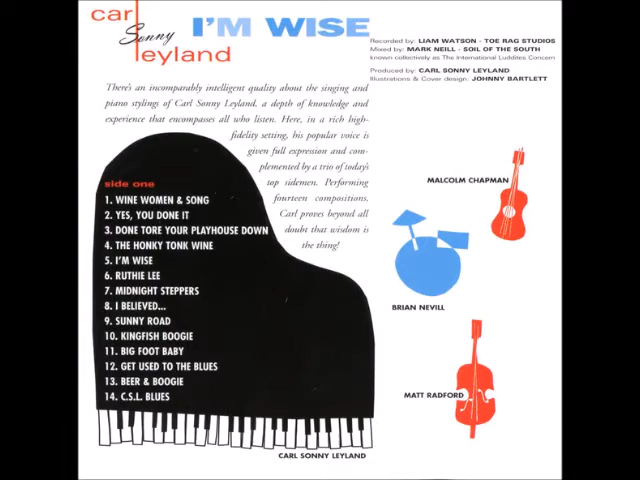 carl
Sonny
leyland
I'M WISE
Recorded by: LIAM WATSON - TOE RAG STUDIOS
Mixed by: MARK NEILL - SOIL OF THE SOUTH
known collectively as The International Luddites Concern
Produced by: CARL SONNY LEYLAND
Illustrations & Cover design: JOHNNY BARTLETT
There's an incomparably intelligent quality about the singing and
piano stylings of Carl Sonny Leyland, a depth of knowledge and
experience that encompasses all who listen. Here, in a rich high-
fidelity setting, his popular voice is
given full expression and com-
plemented by a trio of today's
top sidemen. Performing
fourteen compositions,
Carl proves beyond all
doubt that wisdom is
the thing!
side one
1. WINE WOMEN & SONG
2. YES, YOU DONE IT
3. DONE TORE YOUR PLAYHOUSE DOWN
4. THE HONKY TONK WINE
5. I'M WISE
6. RUTHIE LEE
7. MIDNIGHT STEPPERS
8. I BELIEVED...
9. SUNNY ROAD
10. KINGFISH BOOGIE
11. BIG FOOT BABY
12. GET USED TO THE BLUES
13. BEER & BOOGIE
14. C.S.L. BLUES
MALCOLM CHAPMAN
BRIAN NEVILL
MATT RADFORD
CARL SONNY LEYLAND